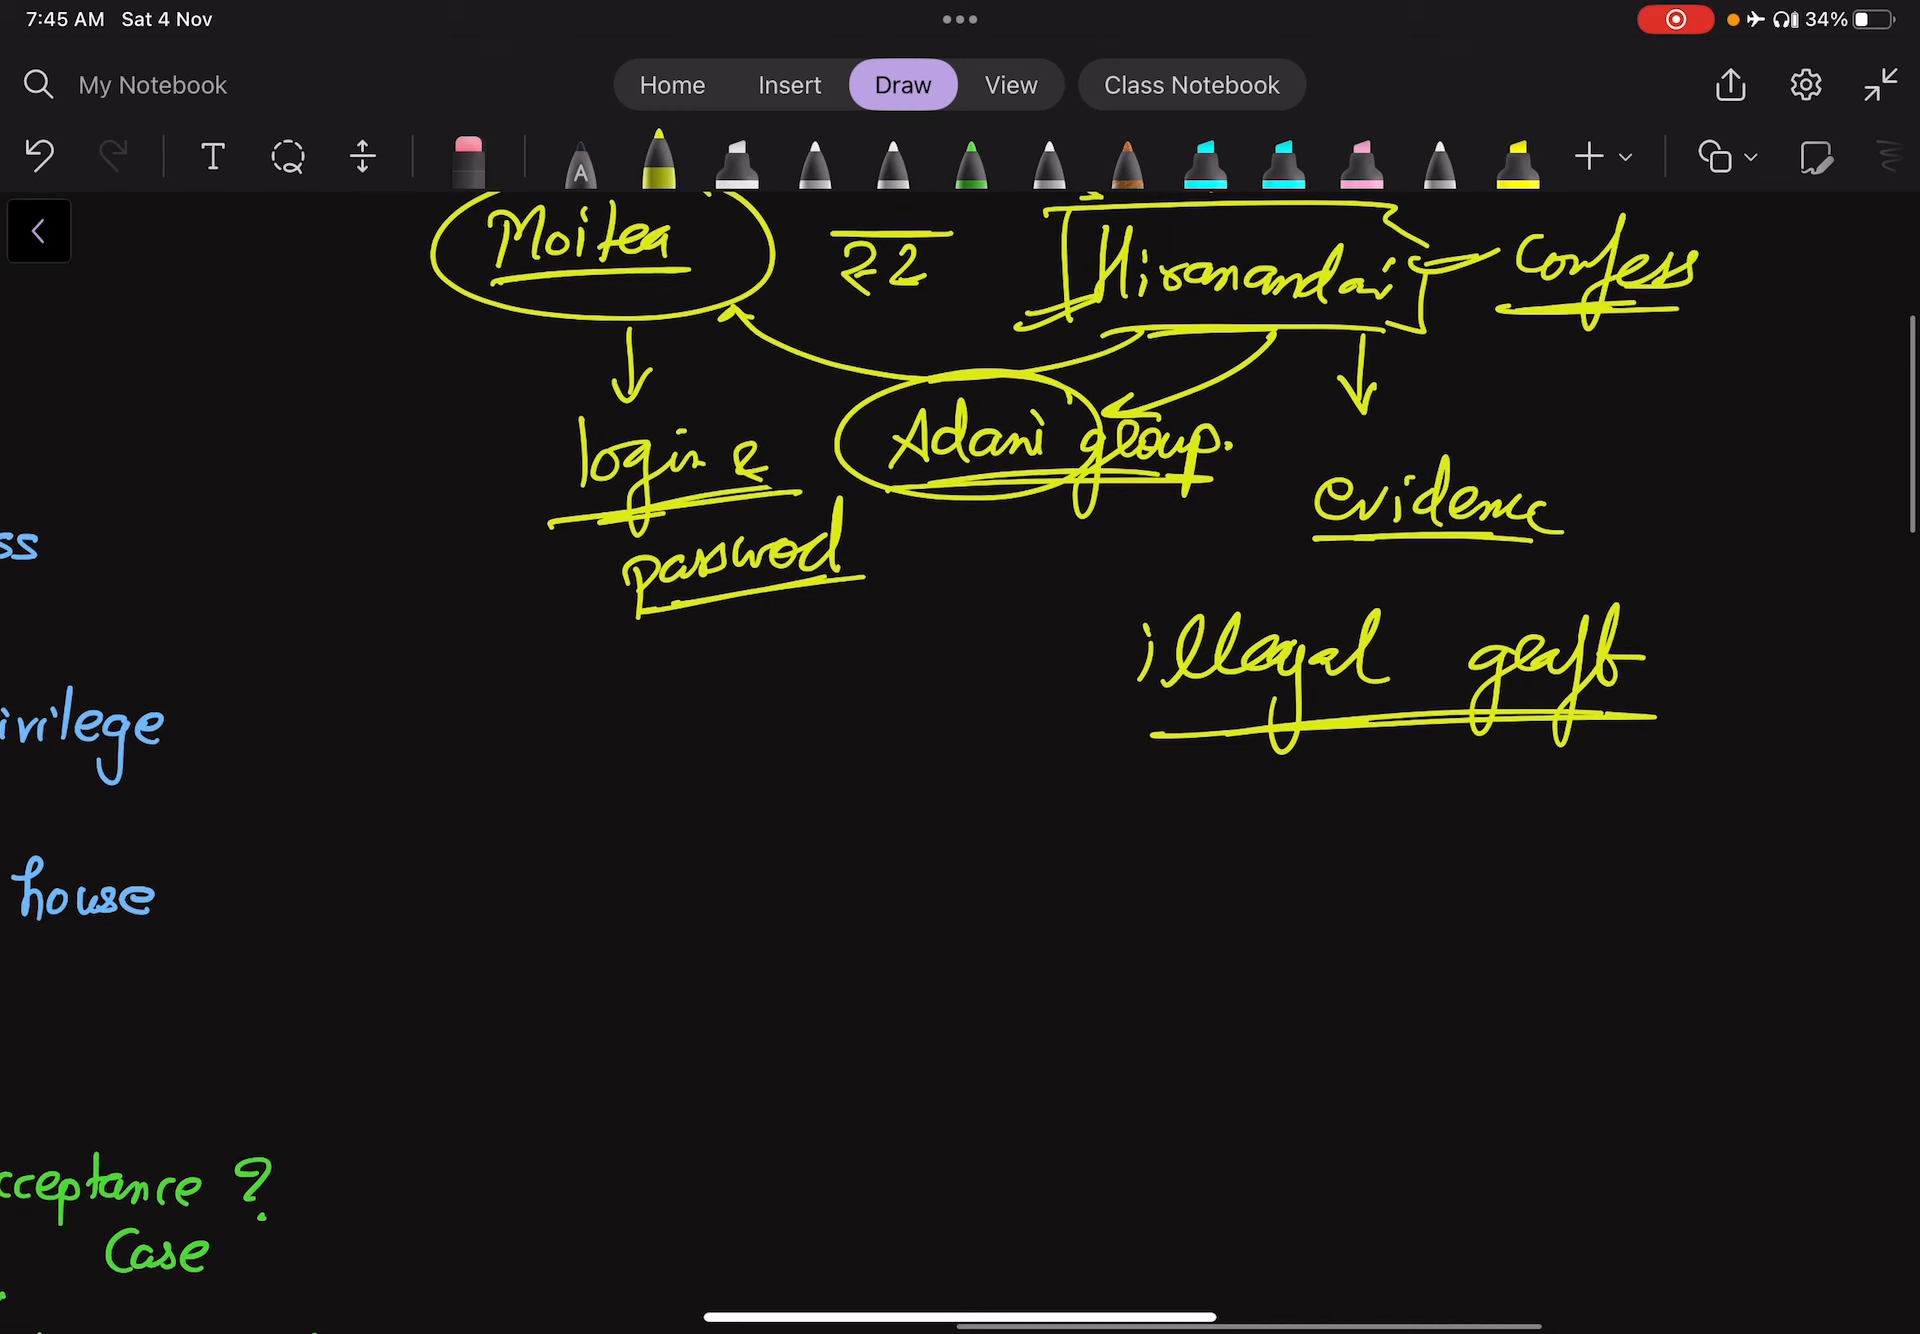 7:45 AM Sat 4 Nov
34%
My Notebook
Home Insert Draw View Class Notebook
T
A
Moitra ₹2 Hiranandani Confess
Adani group.
login &
password
evidence
illegal graft
ss
ivilege
house
cceptance ?
Case